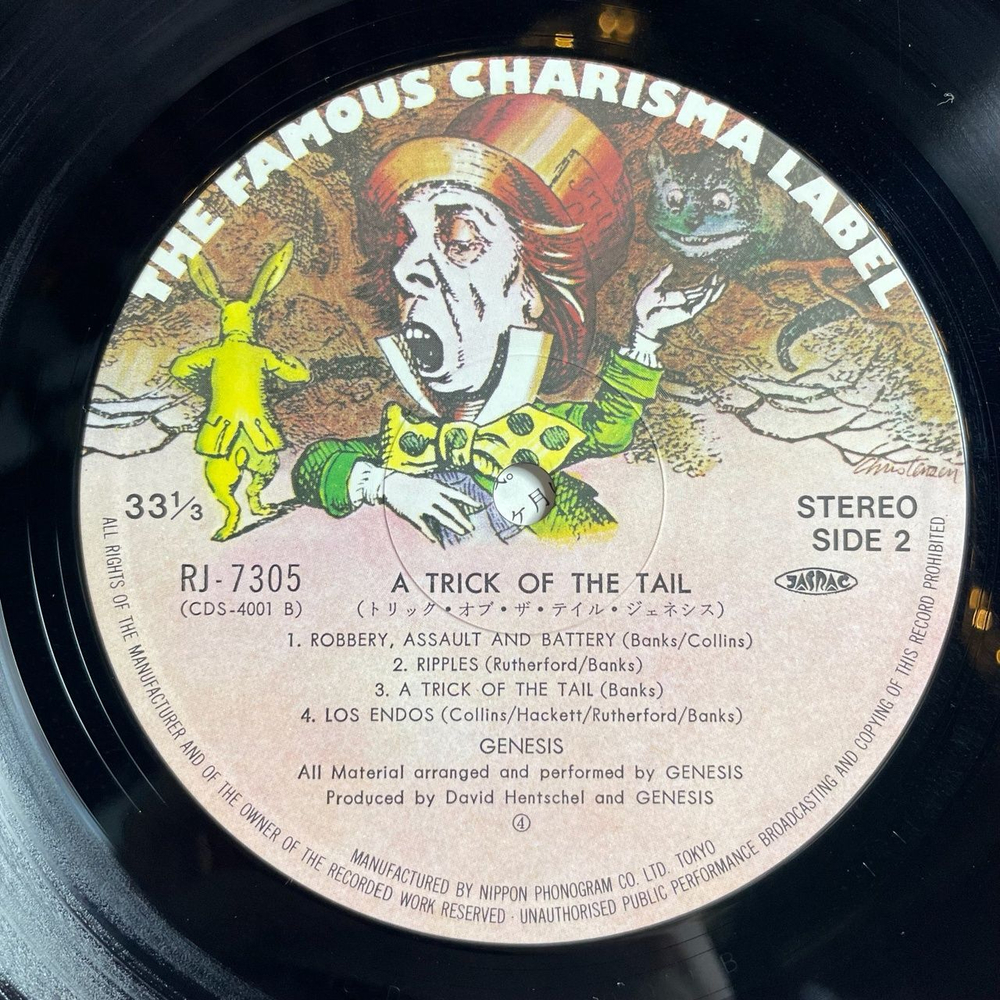 THE FAMOUS CHARISMA LABEL
Christensen
33⅓
STEREO
SIDE 2
RJ-7305
(CDS-4001 B)
JASRAC
A TRICK OF THE TAIL
(トリック・オブ・ザ・テイル・ジェネシス)
1. ROBBERY, ASSAULT AND BATTERY (Banks/Collins)
2. RIPPLES (Rutherford/Banks)
3. A TRICK OF THE TAIL (Banks)
4. LOS ENDOS (Collins/Hackett/Rutherford/Banks)
GENESIS
All Material arranged and performed by GENESIS
Produced by David Hentschel and GENESIS
④
MANUFACTURED BY NIPPON PHONOGRAM CO. LTD. TOKYO
ALL RIGHTS OF THE MANUFACTURER AND OF THE OWNER OF THE RECORDED WORK RESERVED · UNAUTHORISED PUBLIC PERFORMANCE BROADCASTING AND COPYING OF THIS RECORD PROHIBITED.